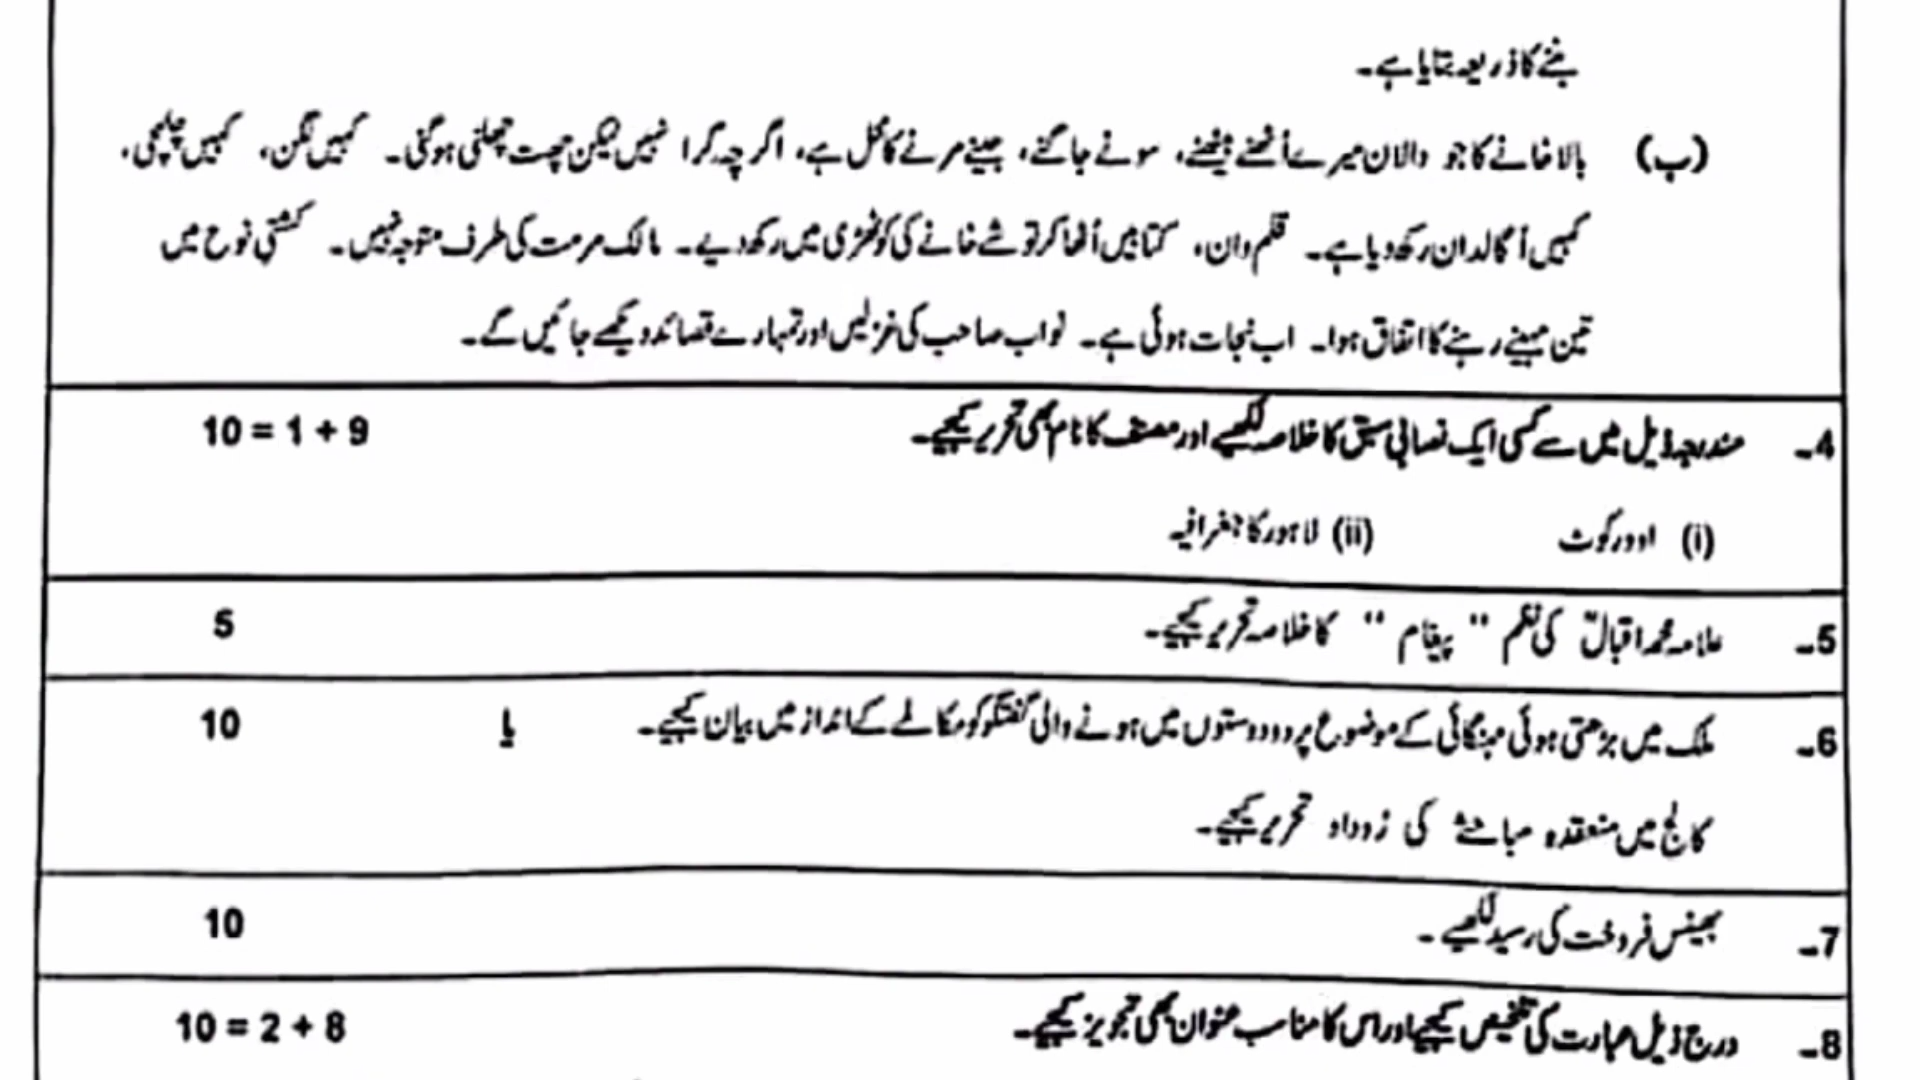 بننے کا ذریعہ بتایا ہے۔
(ب) بالا خانے کا جو دالان میرے اُٹھنے بیٹھنے، سونے جاگنے، جینے مرنے کا محل ہے، اگرچہ گرا نہیں لیکن چھت چھلنی ہو گئی۔ کہیں لگن، کہیں چلمچی،
کہیں اُگالدان رکھ دیا ہے۔ قلم دان، کتابیں اُٹھا کر توشے خانے کی کوٹھڑی میں رکھ دیے۔ مالک مرمت کی طرف متوجہ نہیں۔ کشتیِ نوح میں
تین مہینے رہنے کا اتفاق ہوا۔ اب نجات ہوئی ہے۔ نواب صاحب کی غزلیں اور تمہارے قصائد دیکھے جائیں گے۔
4۔ مندرجہ ذیل میں سے کسی ایک نصابی سبق کا خلاصہ لکھیے اور مصنف کا نام بھی تحریر کیجیے۔ 10 = 1 + 9
(i) اوورکوٹ (ii) لاہور کا جغرافیہ
5۔ علامہ محمد اقبالؒ کی نظم " پیغام " کا خلاصہ تحریر کیجیے۔ 5
6۔ ملک میں بڑھتی ہوئی مہنگائی کے موضوع پر دو دوستوں میں ہونے والی گفتگو کو مکالمے کے انداز میں بیان کیجیے۔ یا 10
کالج میں منعقدہ مباحثے کی رُوداد تحریر کیجیے۔
7۔ بھینس فروخت کی رسید لکھیے۔ 10
8۔ درج ذیل عبارت کی تلخیص کیجیے اور اس کا مناسب عنوان بھی تجویز کیجیے۔ 10 = 2 + 8